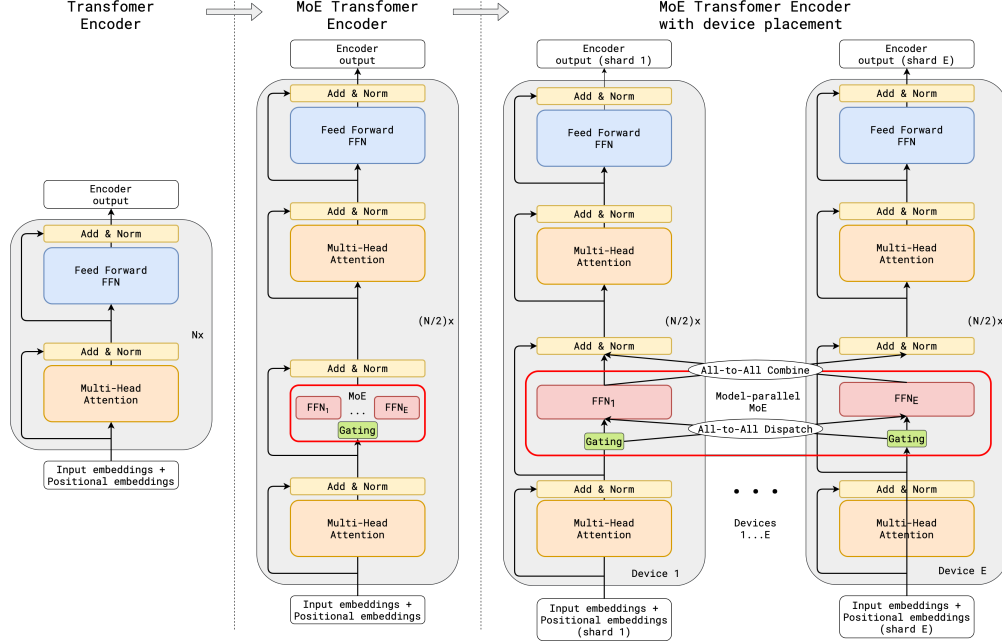 Transformer
Encoder
Encoder
output
Add & Norm
Feed Forward
FFN
Nx
Add & Norm
Multi-Head
Attention
Input embeddings +
Positional embeddings
MoE Transfomer
Encoder
Encoder
output
Add & Norm
Feed Forward
FFN
Add & Norm
Multi-Head
Attention
(N/2)x
Add & Norm
MoE
FFN1 ... FFNE
Gating
Add & Norm
Multi-Head
Attention
Input embeddings +
Positional embeddings
MoE Transfomer Encoder
with device placement
Encoder
output (shard 1)
Add & Norm
Feed Forward
FFN
Add & Norm
Multi-Head
Attention
(N/2)x
Add & Norm
FFN1
Gating
Add & Norm
Multi-Head
Attention
Device 1
Input embeddings +
Positional embeddings
(shard 1)
All-to-All Combine
Model-parallel
MoE
All-to-All Dispatch
Devices
1...E
Encoder
output (shard E)
Add & Norm
Feed Forward
FFN
Add & Norm
Multi-Head
Attention
(N/2)x
Add & Norm
FFNE
Gating
Add & Norm
Multi-Head
Attention
Device E
Input embeddings +
Positional embeddings
(shard E)